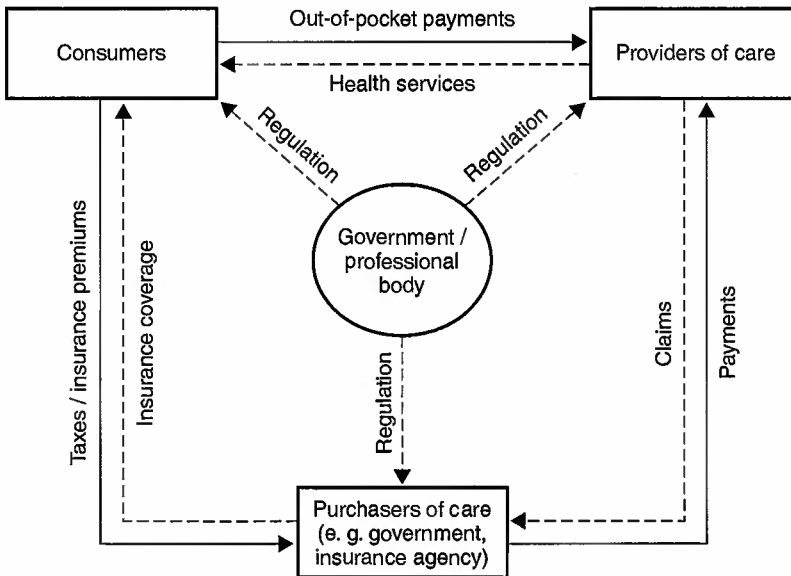 Out-of-pocket payments
Consumers
Providers of care
Health services
Regulation
Regulation
Government /
professional
body
Taxes / insurance premiums
Insurance coverage
Claims
Payments
Regulation
Purchasers of care
(e. g. government,
insurance agency)